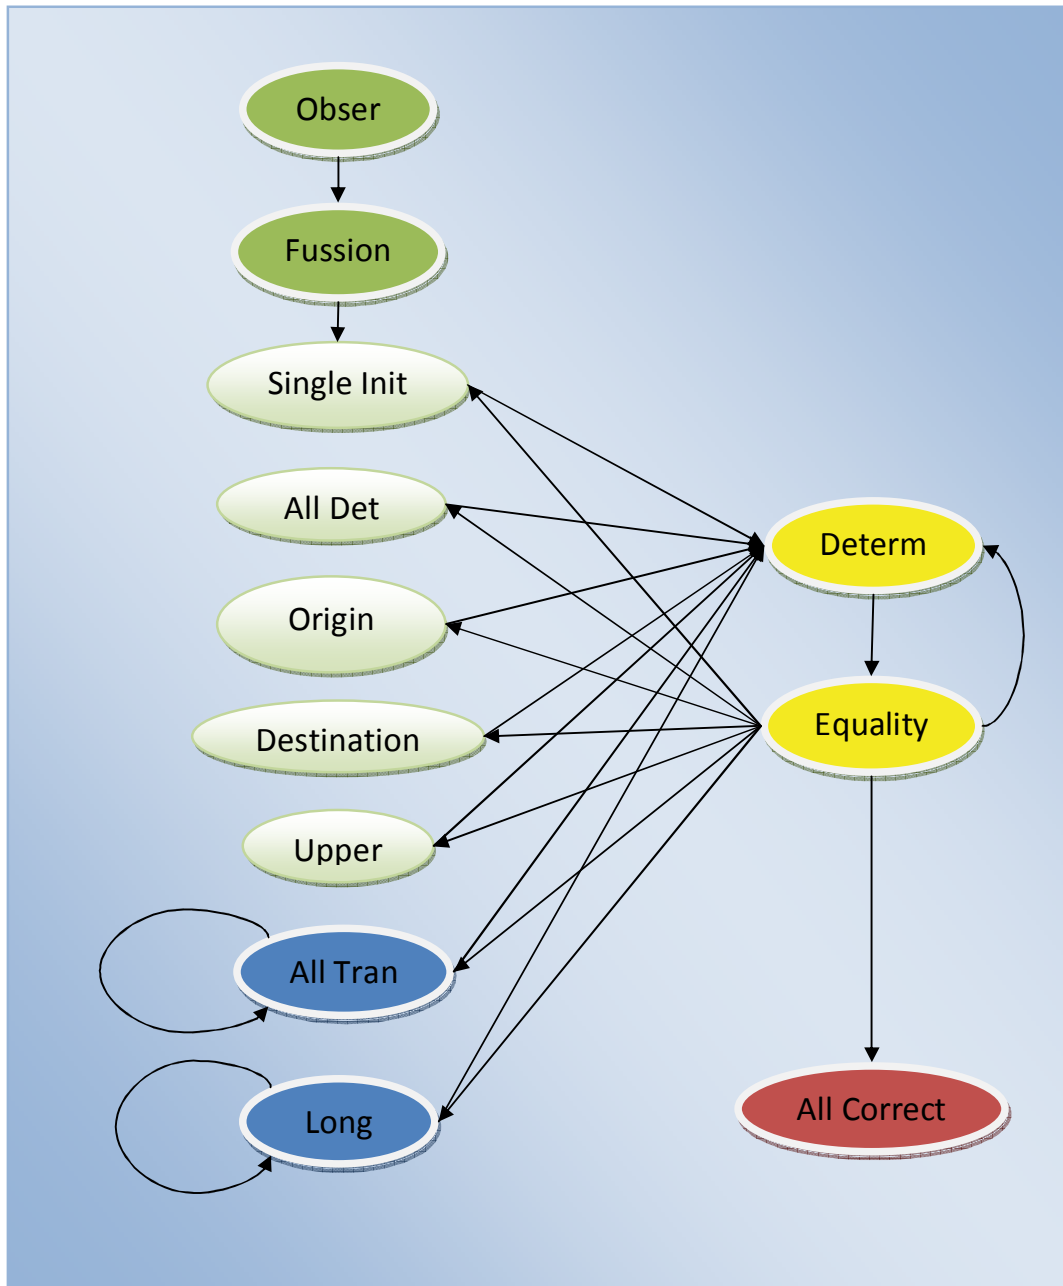 Obser
Fussion
Single Init
All Det
Origin
Destination
Upper
All Tran
Long
Determ
Equality
All Correct